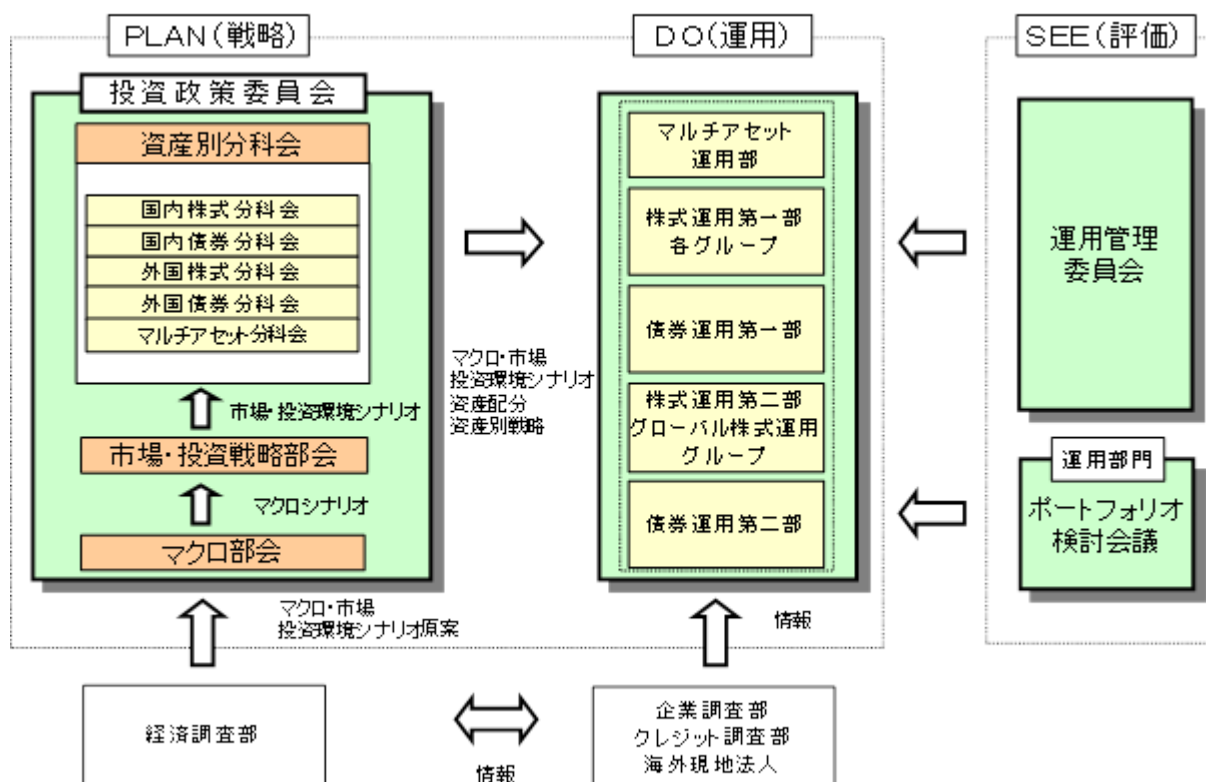 PLAN(戦略)
投資政策委員会
資産別分科会
国内株式分科会
国内債券分科会
外国株式分科会
外国債券分科会
マルチアセット分科会
市場・投資環境シナリオ
市場・投資戦略部会
マクロシナリオ
マクロ部会
マクロ・市場
投資環境シナリオ原案
経済調査部
マクロ・市場
投資環境シナリオ
資産配分
資産別戦略
情報
DO(運用)
マルチアセット
運用部
株式運用第一部
各グループ
債券運用第一部
株式運用第二部
グローバル株式運用
グループ
債券運用第二部
情報
企業調査部
クレジット調査部
海外現地法人
SEE(評価)
運用管理
委員会
運用部門
ポートフォリオ
検討会議